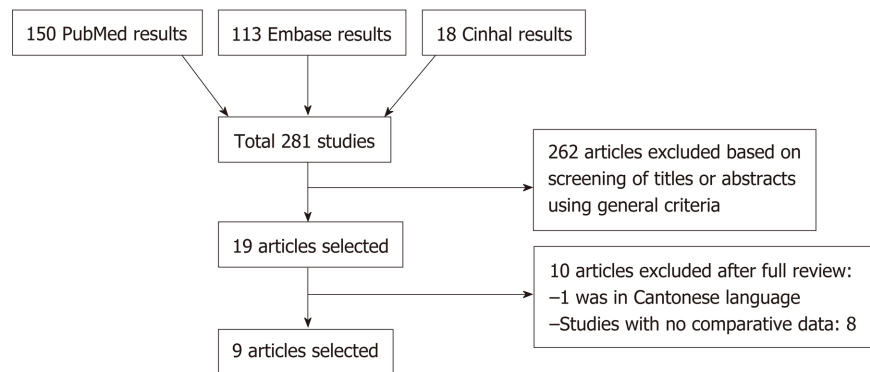 150 PubMed results
113 Embase results
18 Cinhal results
Total 281 studies
262 articles excluded based on
screening of titles or abstracts
using general criteria
19 articles selected
10 articles excluded after full review:
–1 was in Cantonese language
–Studies with no comparative data: 8
9 articles selected